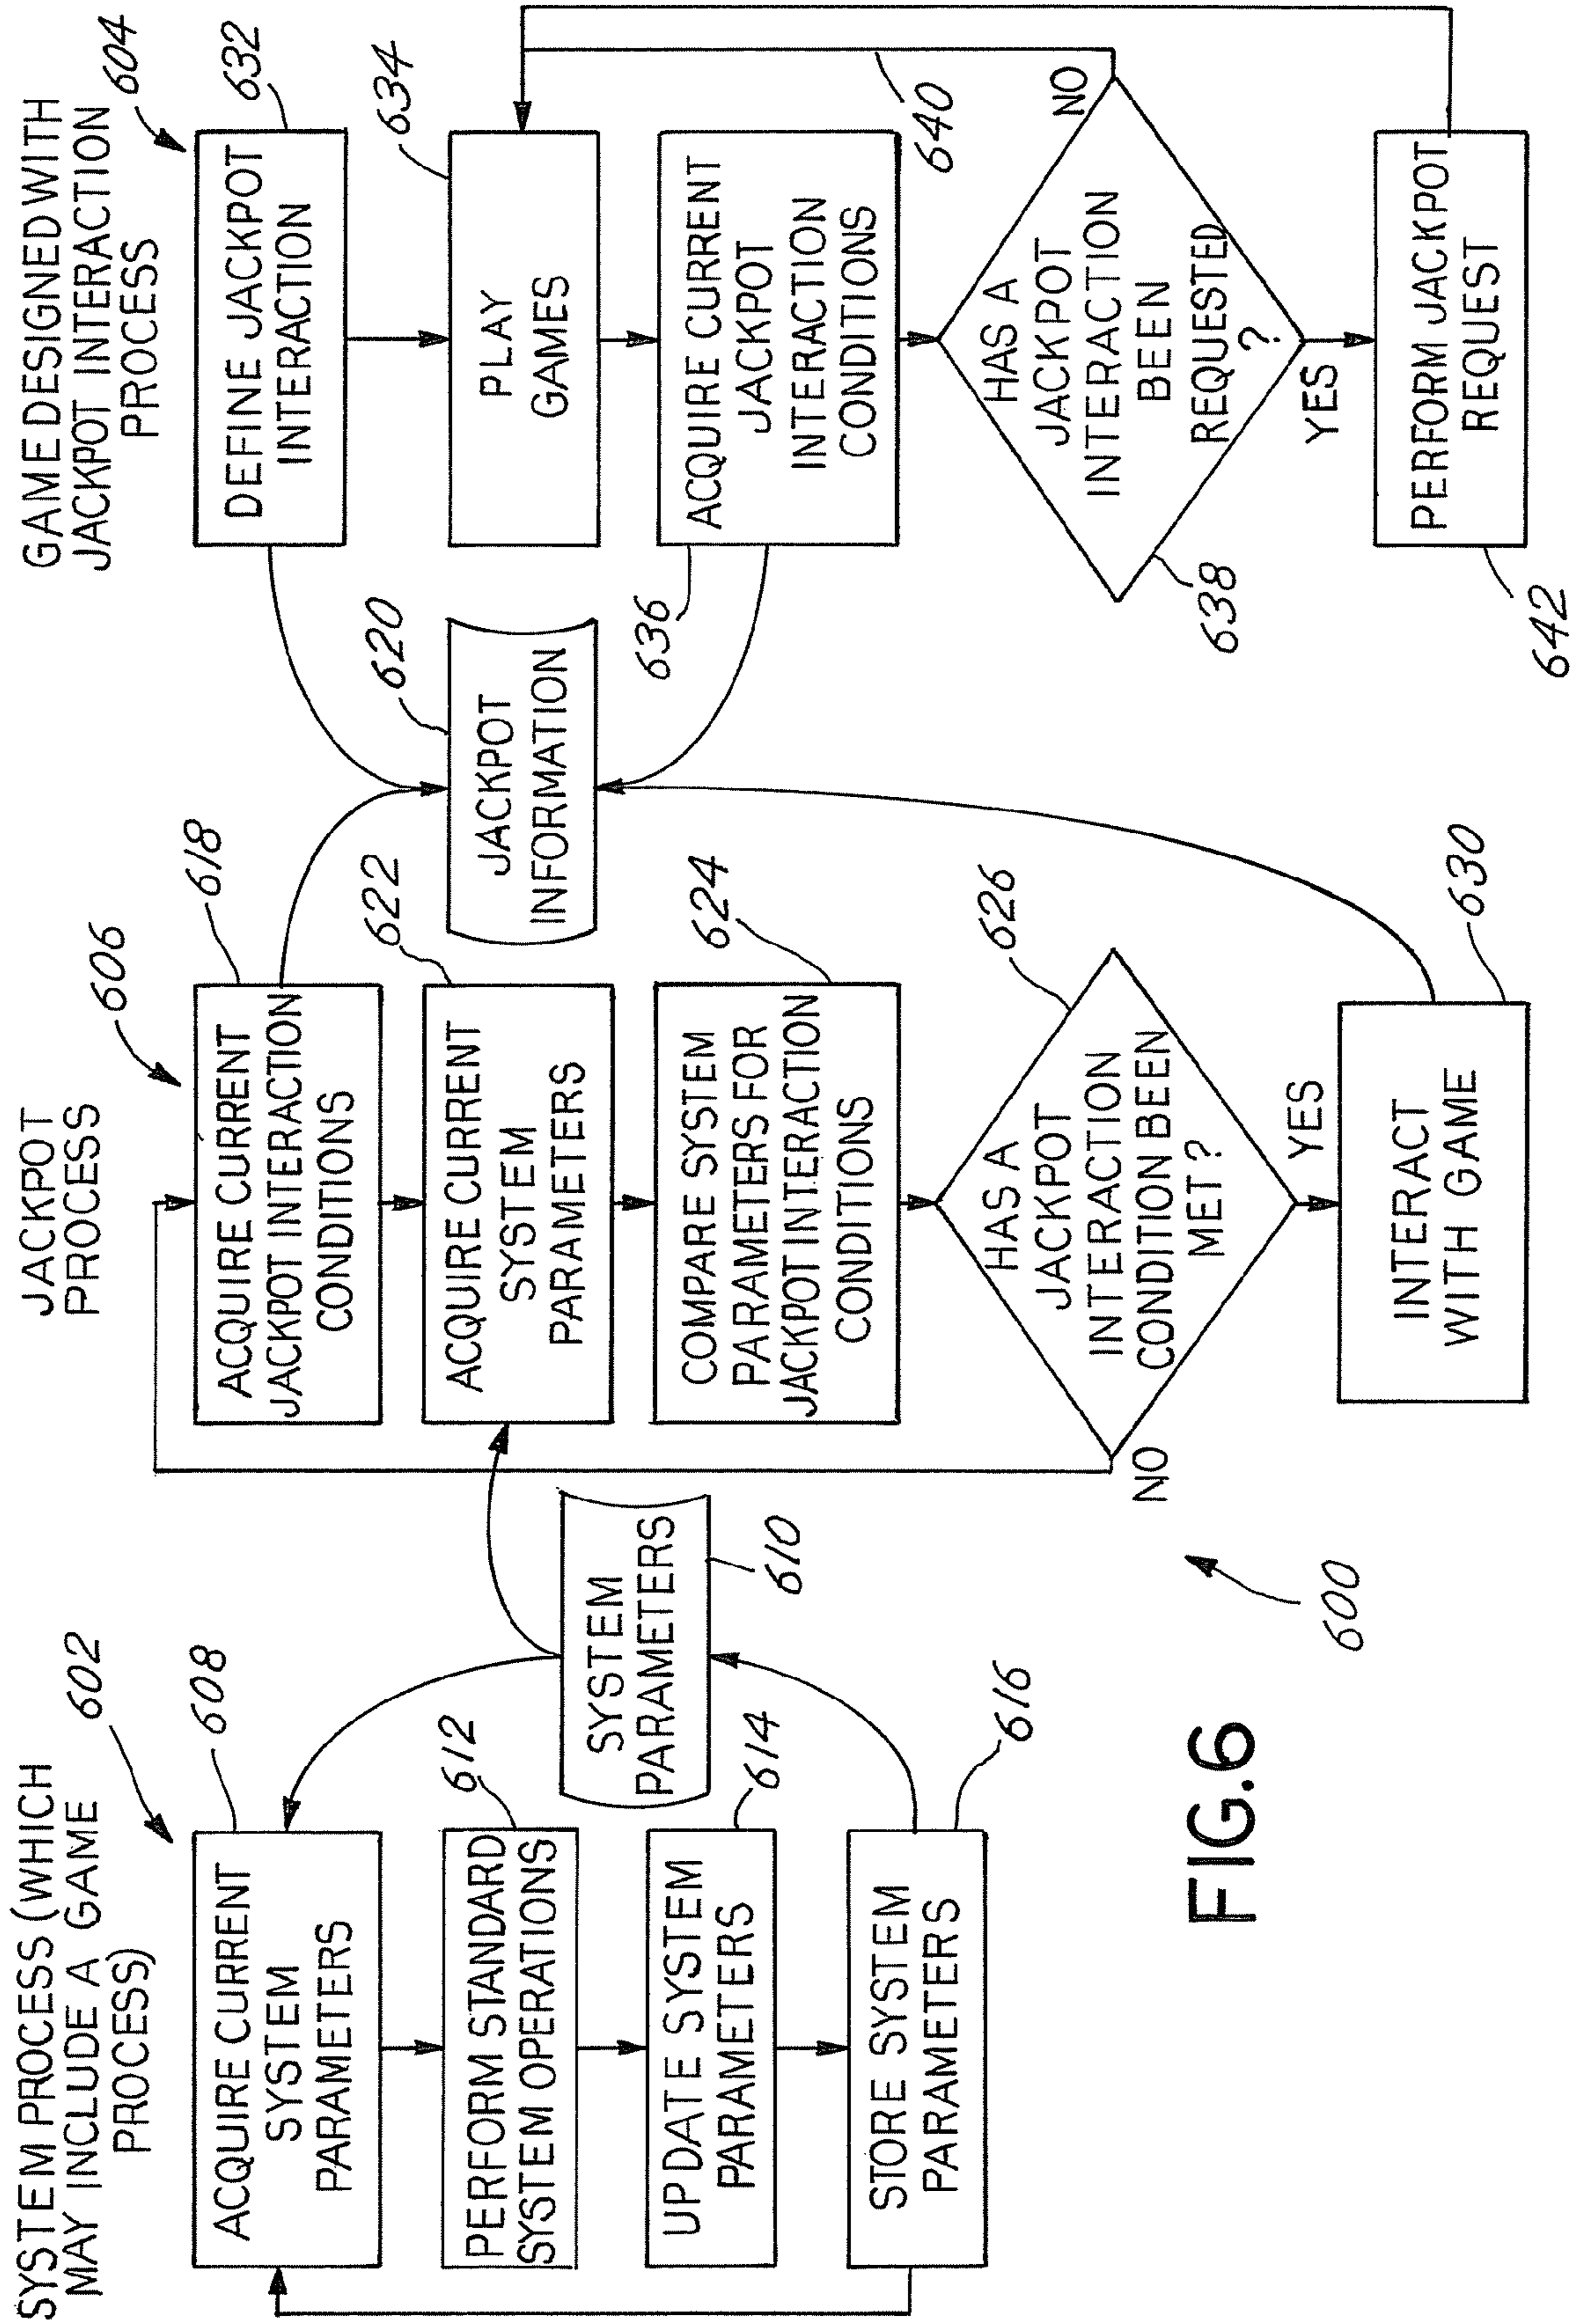 SYSTEM PROCESS (WHICH
MAY INCLUDE A GAME
PROCESS)
602
608
ACQUIRE CURRENT
SYSTEM
PARAMETERS
612
PERFORM STANDARD
SYSTEM OPERATIONS
614
UPDATE SYSTEM
PARAMETERS
616
STORE SYSTEM
PARAMETERS
SYSTEM
PARAMETERS
610
JACKPOT
PROCESS
606
618
ACQUIRE CURRENT
JACKPOT INTERACTION
CONDITIONS
622
ACQUIRE CURRENT
SYSTEM
PARAMETERS
624
COMPARE SYSTEM
PARAMETERS FOR
JACKPOT INTERACTION
CONDITIONS
626
HAS A
JACKPOT
INTERACTION
CONDITION BEEN
MET?
NO
YES
630
INTERACT
WITH GAME
620
JACKPOT
INFORMATION
GAME DESIGNED WITH
JACKPOT INTERACTION
PROCESS
604
632
DEFINE JACKPOT
INTERACTION
634
PLAY
GAMES
636
ACQUIRE CURRENT
JACKPOT
INTERACTION
CONDITIONS
640
638
HAS A
JACKPOT
INTERACTION
BEEN
REQUESTED
?
NO
YES
642
PERFORM JACKPOT
REQUEST
600
FIG.6